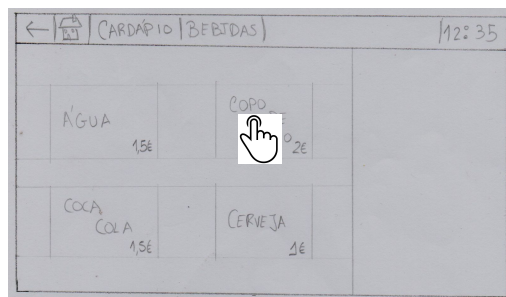 CARDÁPIO | BEBIDAS
12:35
ÁGUA
1,5€
COPO
2€
COCA
COLA
1,5€
CERVEJA
1€